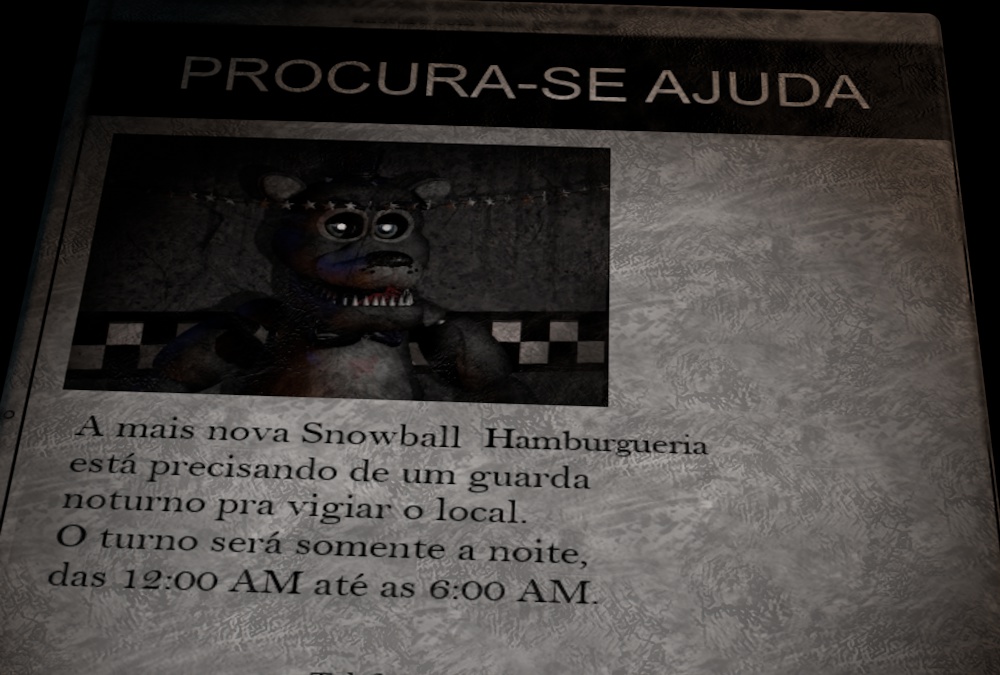 PROCURA-SE AJUDA
A mais nova Snowball Hamburgueria
está precisando de um guarda
noturno pra vigiar o local.
O turno será somente a noite,
das 12:00 AM até as 6:00 AM.